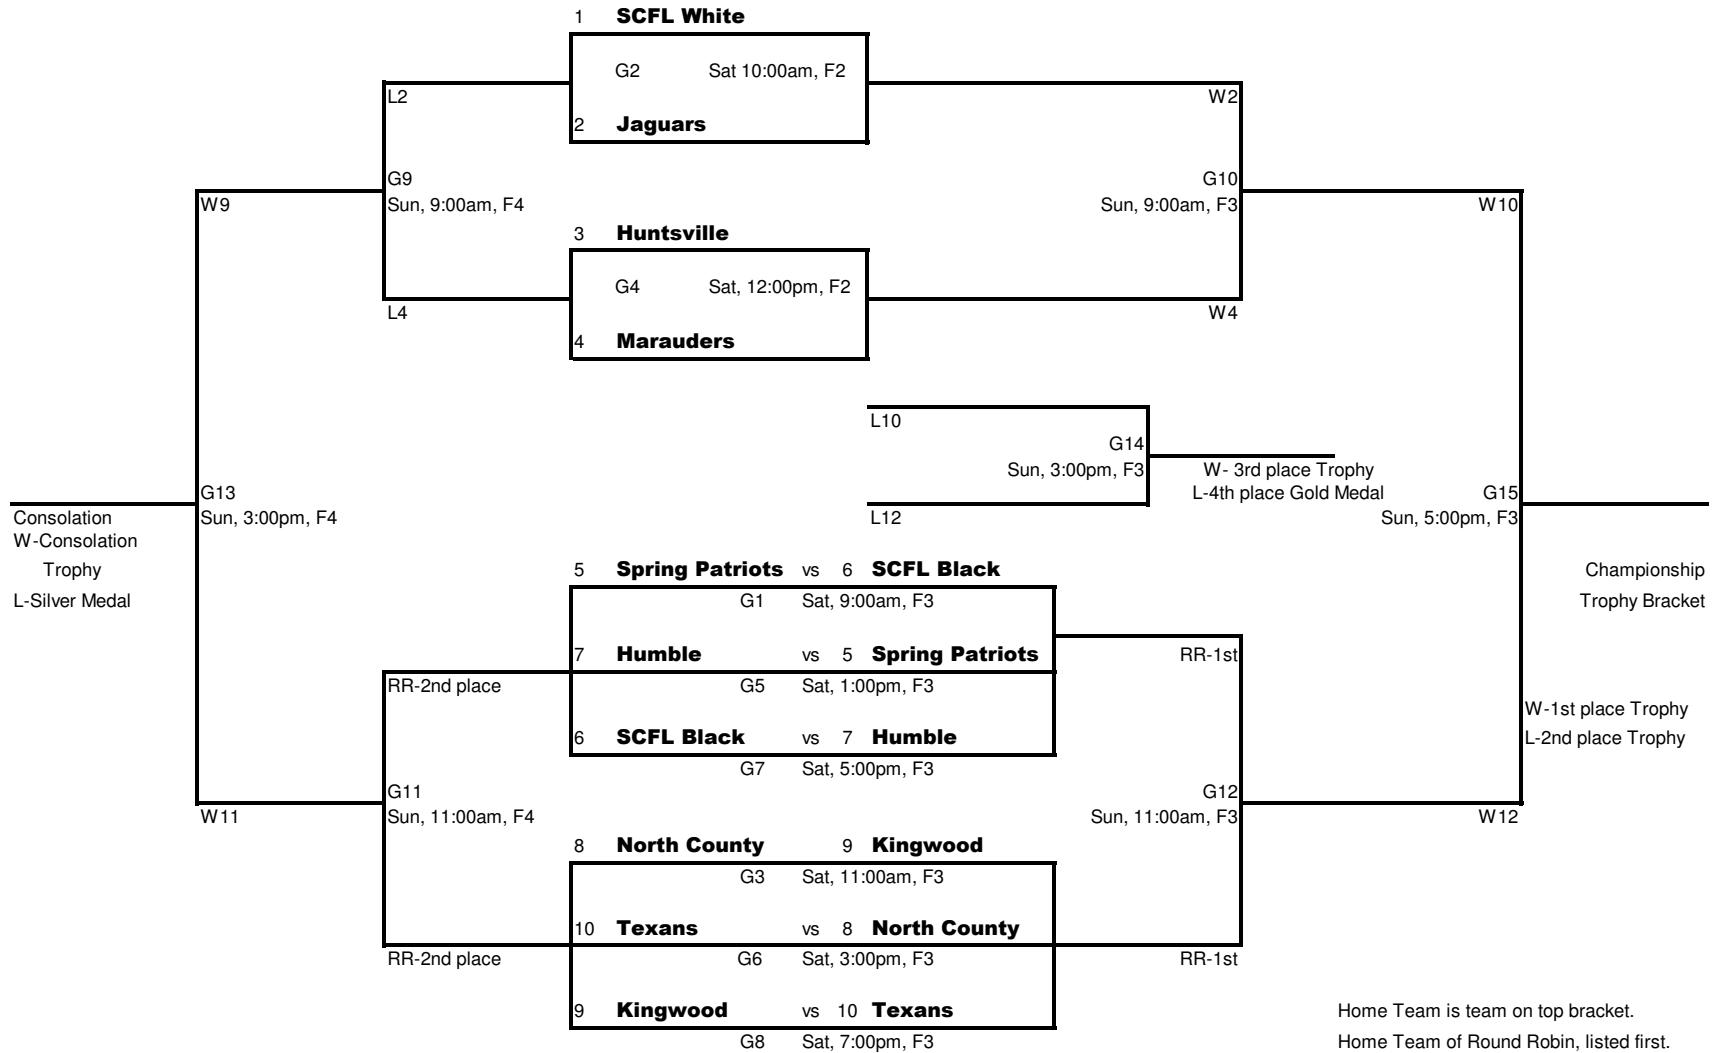 1 SCFL White
G2 Sat 10:00am, F2
L2
W2
2 Jaguars
G9
Sun, 9:00am, F4
G10
Sun, 9:00am, F3
W9
W10
3 Huntsville
G4 Sat, 12:00pm, F2
L4
W4
4 Marauders
L10
G14
Sun, 3:00pm, F3
W- 3rd place Trophy
L-4th place Gold Medal
L12
G13
Sun, 3:00pm, F4
G15
Sun, 5:00pm, F3
Consolation
W-Consolation
Trophy
L-Silver Medal
Championship
Trophy Bracket
5 Spring Patriots vs 6 SCFL Black
G1 Sat, 9:00am, F3
7 Humble vs 5 Spring Patriots
G5 Sat, 1:00pm, F3
RR-2nd place
RR-1st
6 SCFL Black vs 7 Humble
G7 Sat, 5:00pm, F3
W-1st place Trophy
L-2nd place Trophy
G11
Sun, 11:00am, F4
G12
Sun, 11:00am, F3
W11
W12
8 North County 9 Kingwood
G3 Sat, 11:00am, F3
10 Texans vs 8 North County
G6 Sat, 3:00pm, F3
RR-2nd place
RR-1st
9 Kingwood vs 10 Texans
G8 Sat, 7:00pm, F3
Home Team is team on top bracket.
Home Team of Round Robin, listed first.